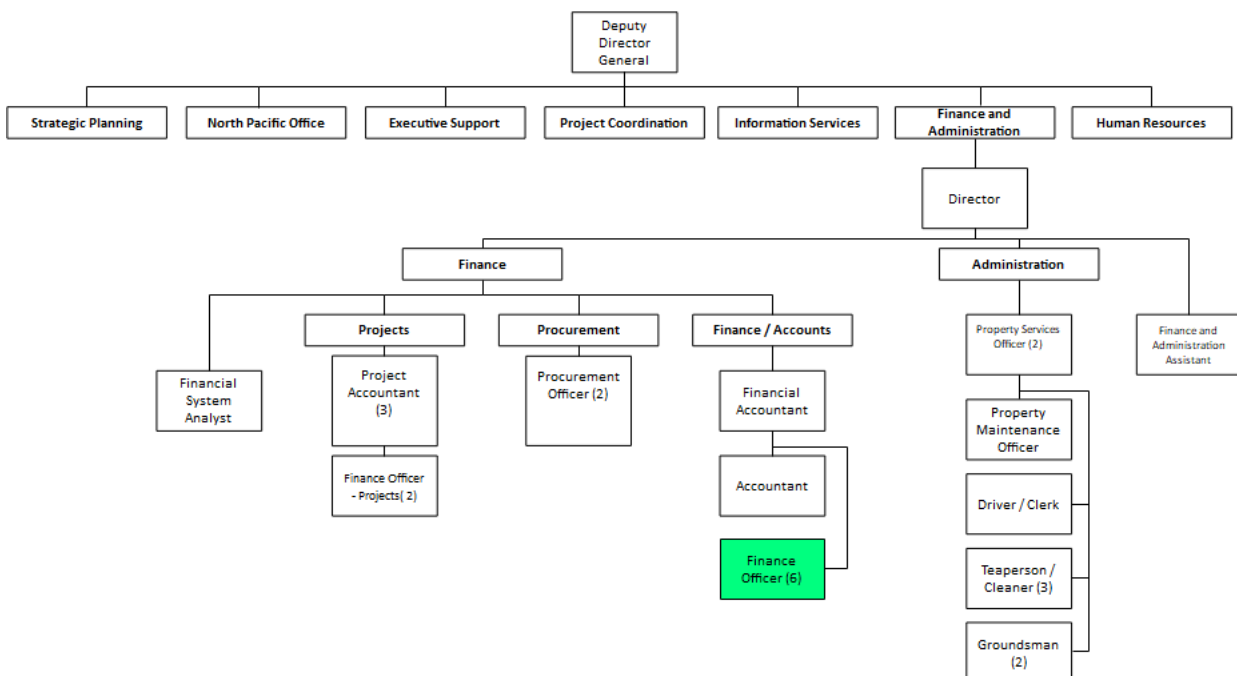 Deputy
Director
General
Strategic Planning
North Pacific Office
Executive Support
Project Coordination
Information Services
Finance and
Administration
Human Resources
Director
Finance
Administration
Projects
Procurement
Finance / Accounts
Property Services
Officer (2)
Finance and
Administration
Assistant
Financial
System
Analyst
Project
Accountant
(3)
Procurement
Officer (2)
Financial
Accountant
Property
Maintenance
Officer
Finance Officer
- Projects( 2)
Accountant
Driver / Clerk
Finance
Officer (6)
Teaperson /
Cleaner (3)
Groundsman
(2)